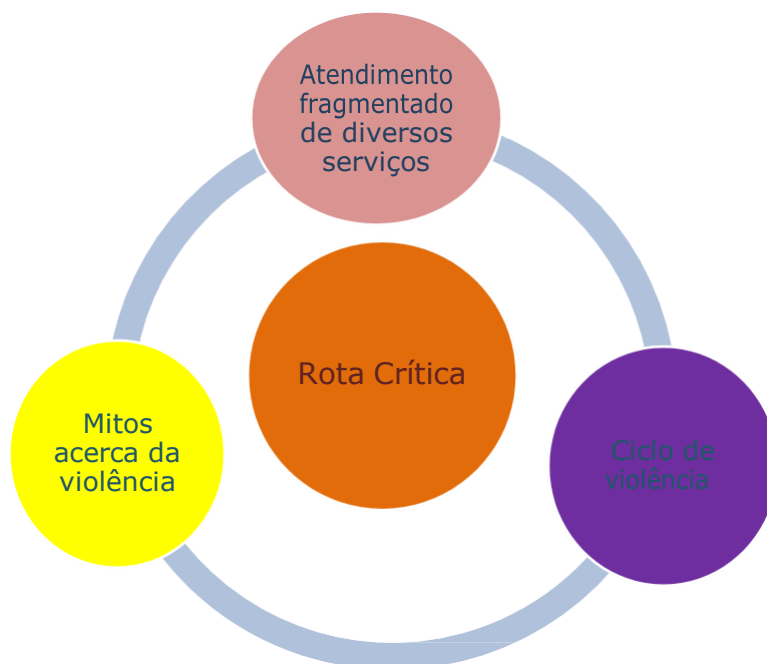 Atendimento
fragmentado
de diversos
serviços
Rota Crítica
Mitos
acerca da
violência
Ciclo de
violência